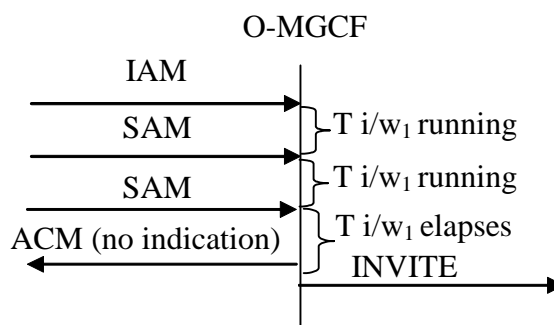 O-MGCF
IAM
T i/w₁ running
SAM
T i/w₁ running
SAM
T i/w₁ elapses
ACM (no indication)
INVITE